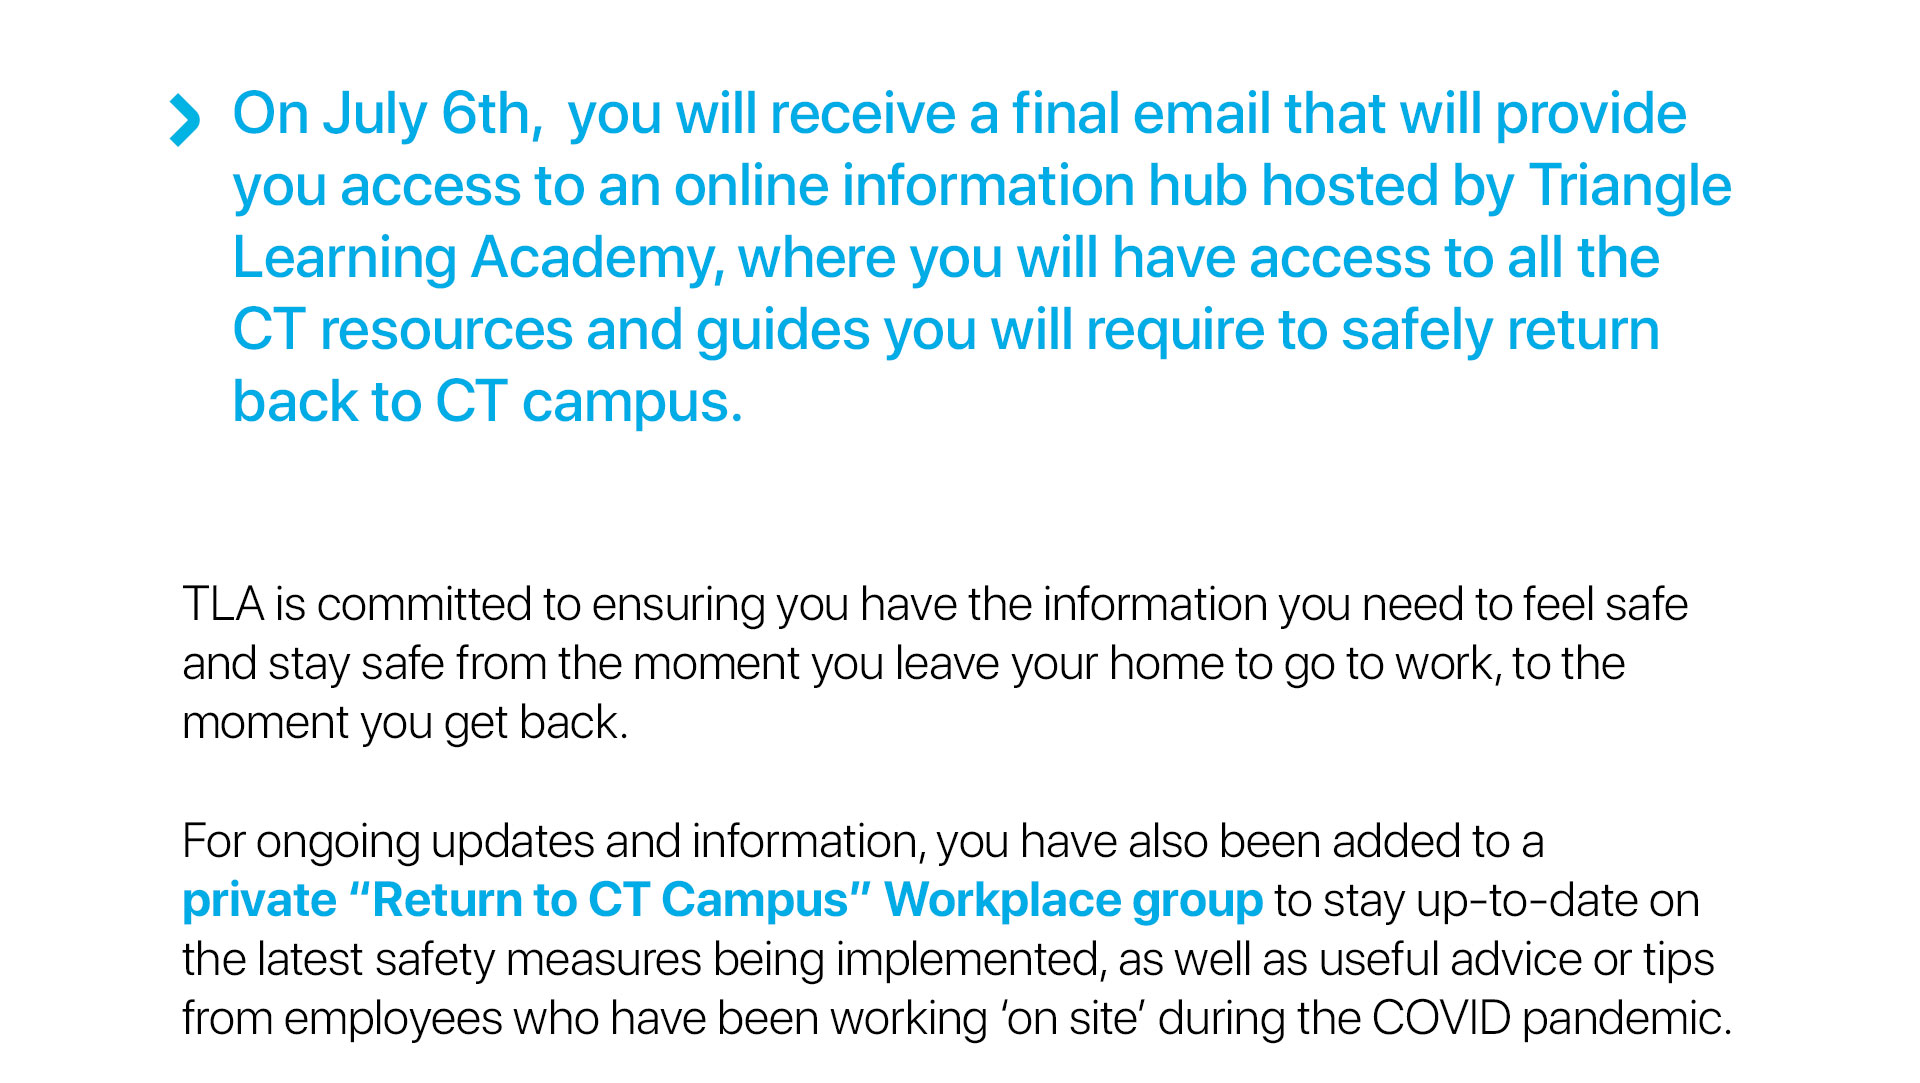 On July 6th,  you will receive a final email that will provide
you access to an online information hub hosted by Triangle
Learning Academy, where you will have access to all the
CT resources and guides you will require to safely return
back to CT campus.
TLA is committed to ensuring you have the information you need to feel safe
and stay safe from the moment you leave your home to go to work, to the
moment you get back.
For ongoing updates and information, you have also been added to a
private “Return to CT Campus” Workplace group to stay up-to-date on
the latest safety measures being implemented, as well as useful advice or tips
from employees who have been working ‘on site’ during the COVID pandemic.